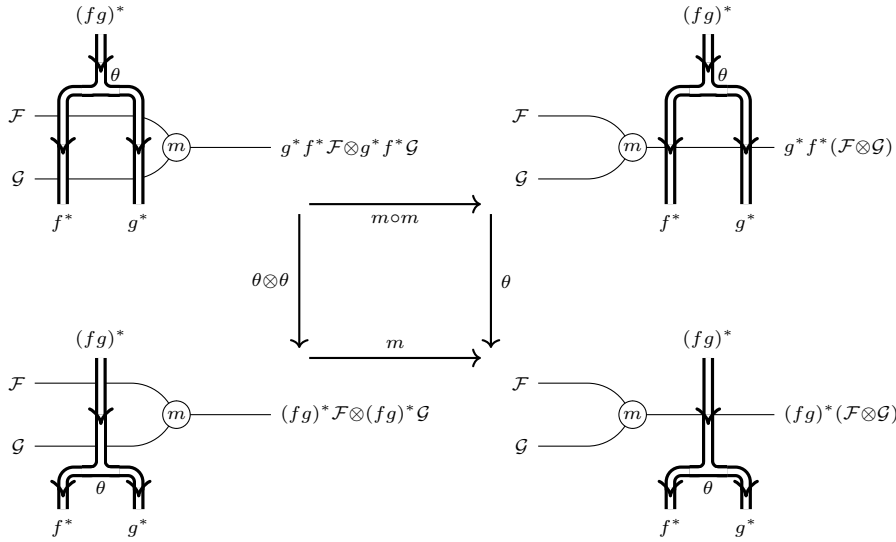 (fg)* (fg)*
θ θ
ℱ ℱ
m g*f*ℱ⊗g*f*𝒢 m g*f*(ℱ⊗𝒢)
𝒢 𝒢
f* g* m∘m f* g*
θ⊗θ θ
(fg)* m (fg)*
ℱ ℱ
m (fg)*ℱ⊗(fg)*𝒢 m (fg)*(ℱ⊗𝒢)
𝒢 𝒢
θ θ
f* g* f* g*